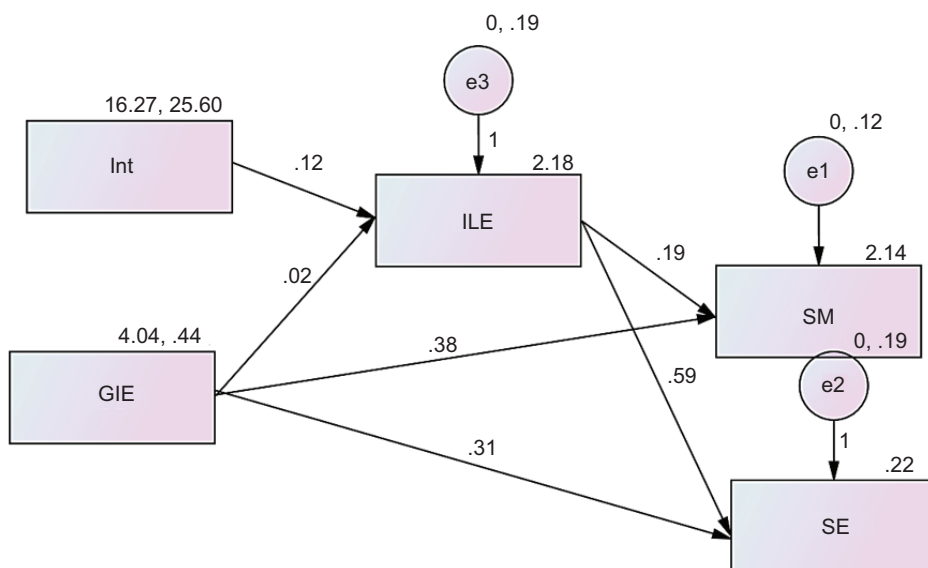 0, .19
e3
16.27, 25.60
1
0, .12
Int
.12
2.18
e1
ILE
.19
2.14
.02
SM
4.04, .44
.38
0, .19
GIE
.59
e2
.31
1
.22
SE